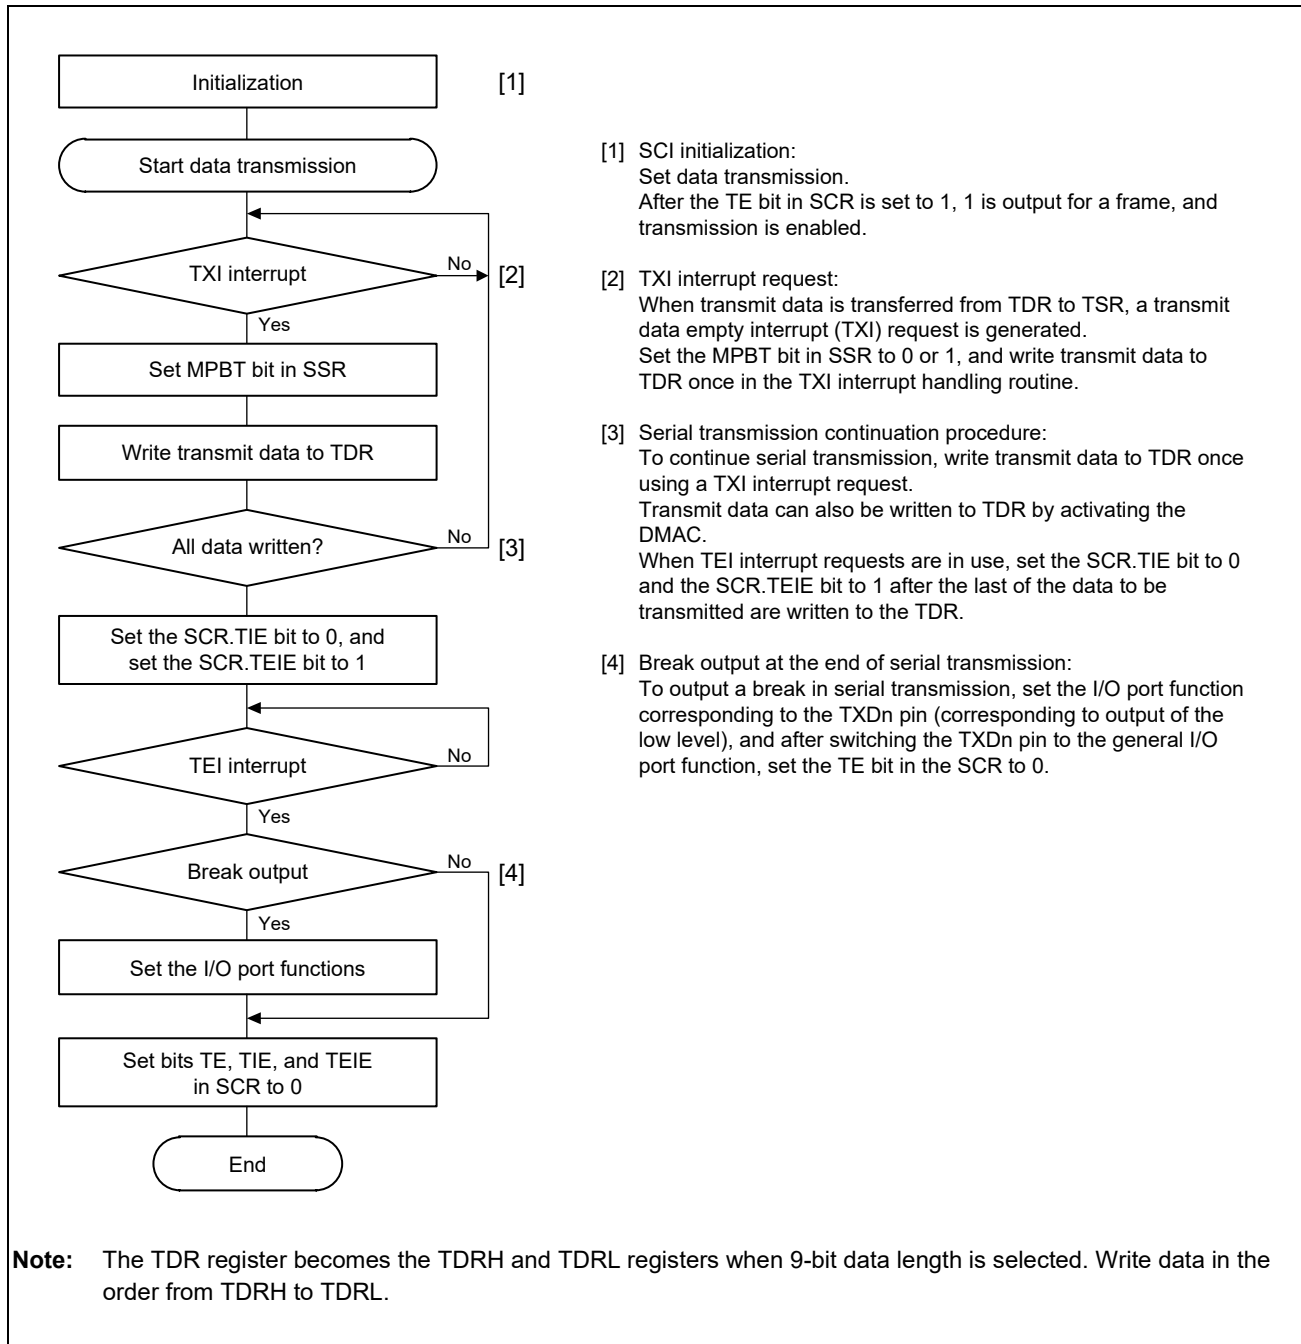 Initialization
[1]
Start data transmission
TXI interrupt
No
[2]
Yes
Set MPBT bit in SSR
Write transmit data to TDR
All data written?
No
[3]
Set the SCR.TIE bit to 0, and
set the SCR.TEIE bit to 1
TEI interrupt
No
Yes
Break output
No
[4]
Yes
Set the I/O port functions
Set bits TE, TIE, and TEIE
in SCR to 0
End
[1] SCI initialization:
Set data transmission.
After the TE bit in SCR is set to 1, 1 is output for a frame, and
transmission is enabled.
[2] TXI interrupt request:
When transmit data is transferred from TDR to TSR, a transmit
data empty interrupt (TXI) request is generated.
Set the MPBT bit in SSR to 0 or 1, and write transmit data to
TDR once in the TXI interrupt handling routine.
[3] Serial transmission continuation procedure:
To continue serial transmission, write transmit data to TDR once
using a TXI interrupt request.
Transmit data can also be written to TDR by activating the
DMAC.
When TEI interrupt requests are in use, set the SCR.TIE bit to 0
and the SCR.TEIE bit to 1 after the last of the data to be
transmitted are written to the TDR.
[4] Break output at the end of serial transmission:
To output a break in serial transmission, set the I/O port function
corresponding to the TXDn pin (corresponding to output of the
low level), and after switching the TXDn pin to the general I/O
port function, set the TE bit in the SCR to 0.
Note: The TDR register becomes the TDRH and TDRL registers when 9-bit data length is selected. Write data in the
order from TDRH to TDRL.